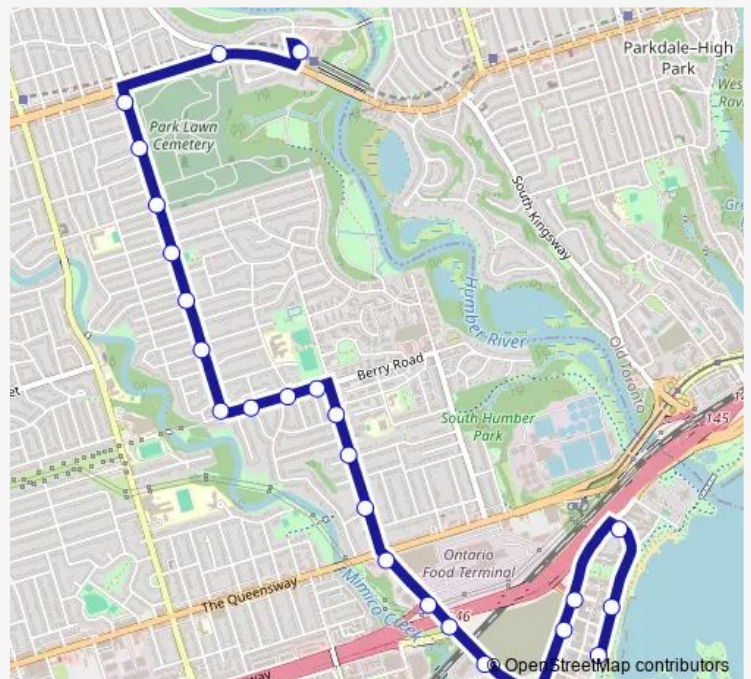 Parkdale–High
Park
Park Lawn
Cemetery
South Kingsway
Humber River
Old Toronto
Berry Road
South Humber
Park
145
Ontario
Food Terminal
The Queensway
Mimico Creek
© OpenStreetMap contributors